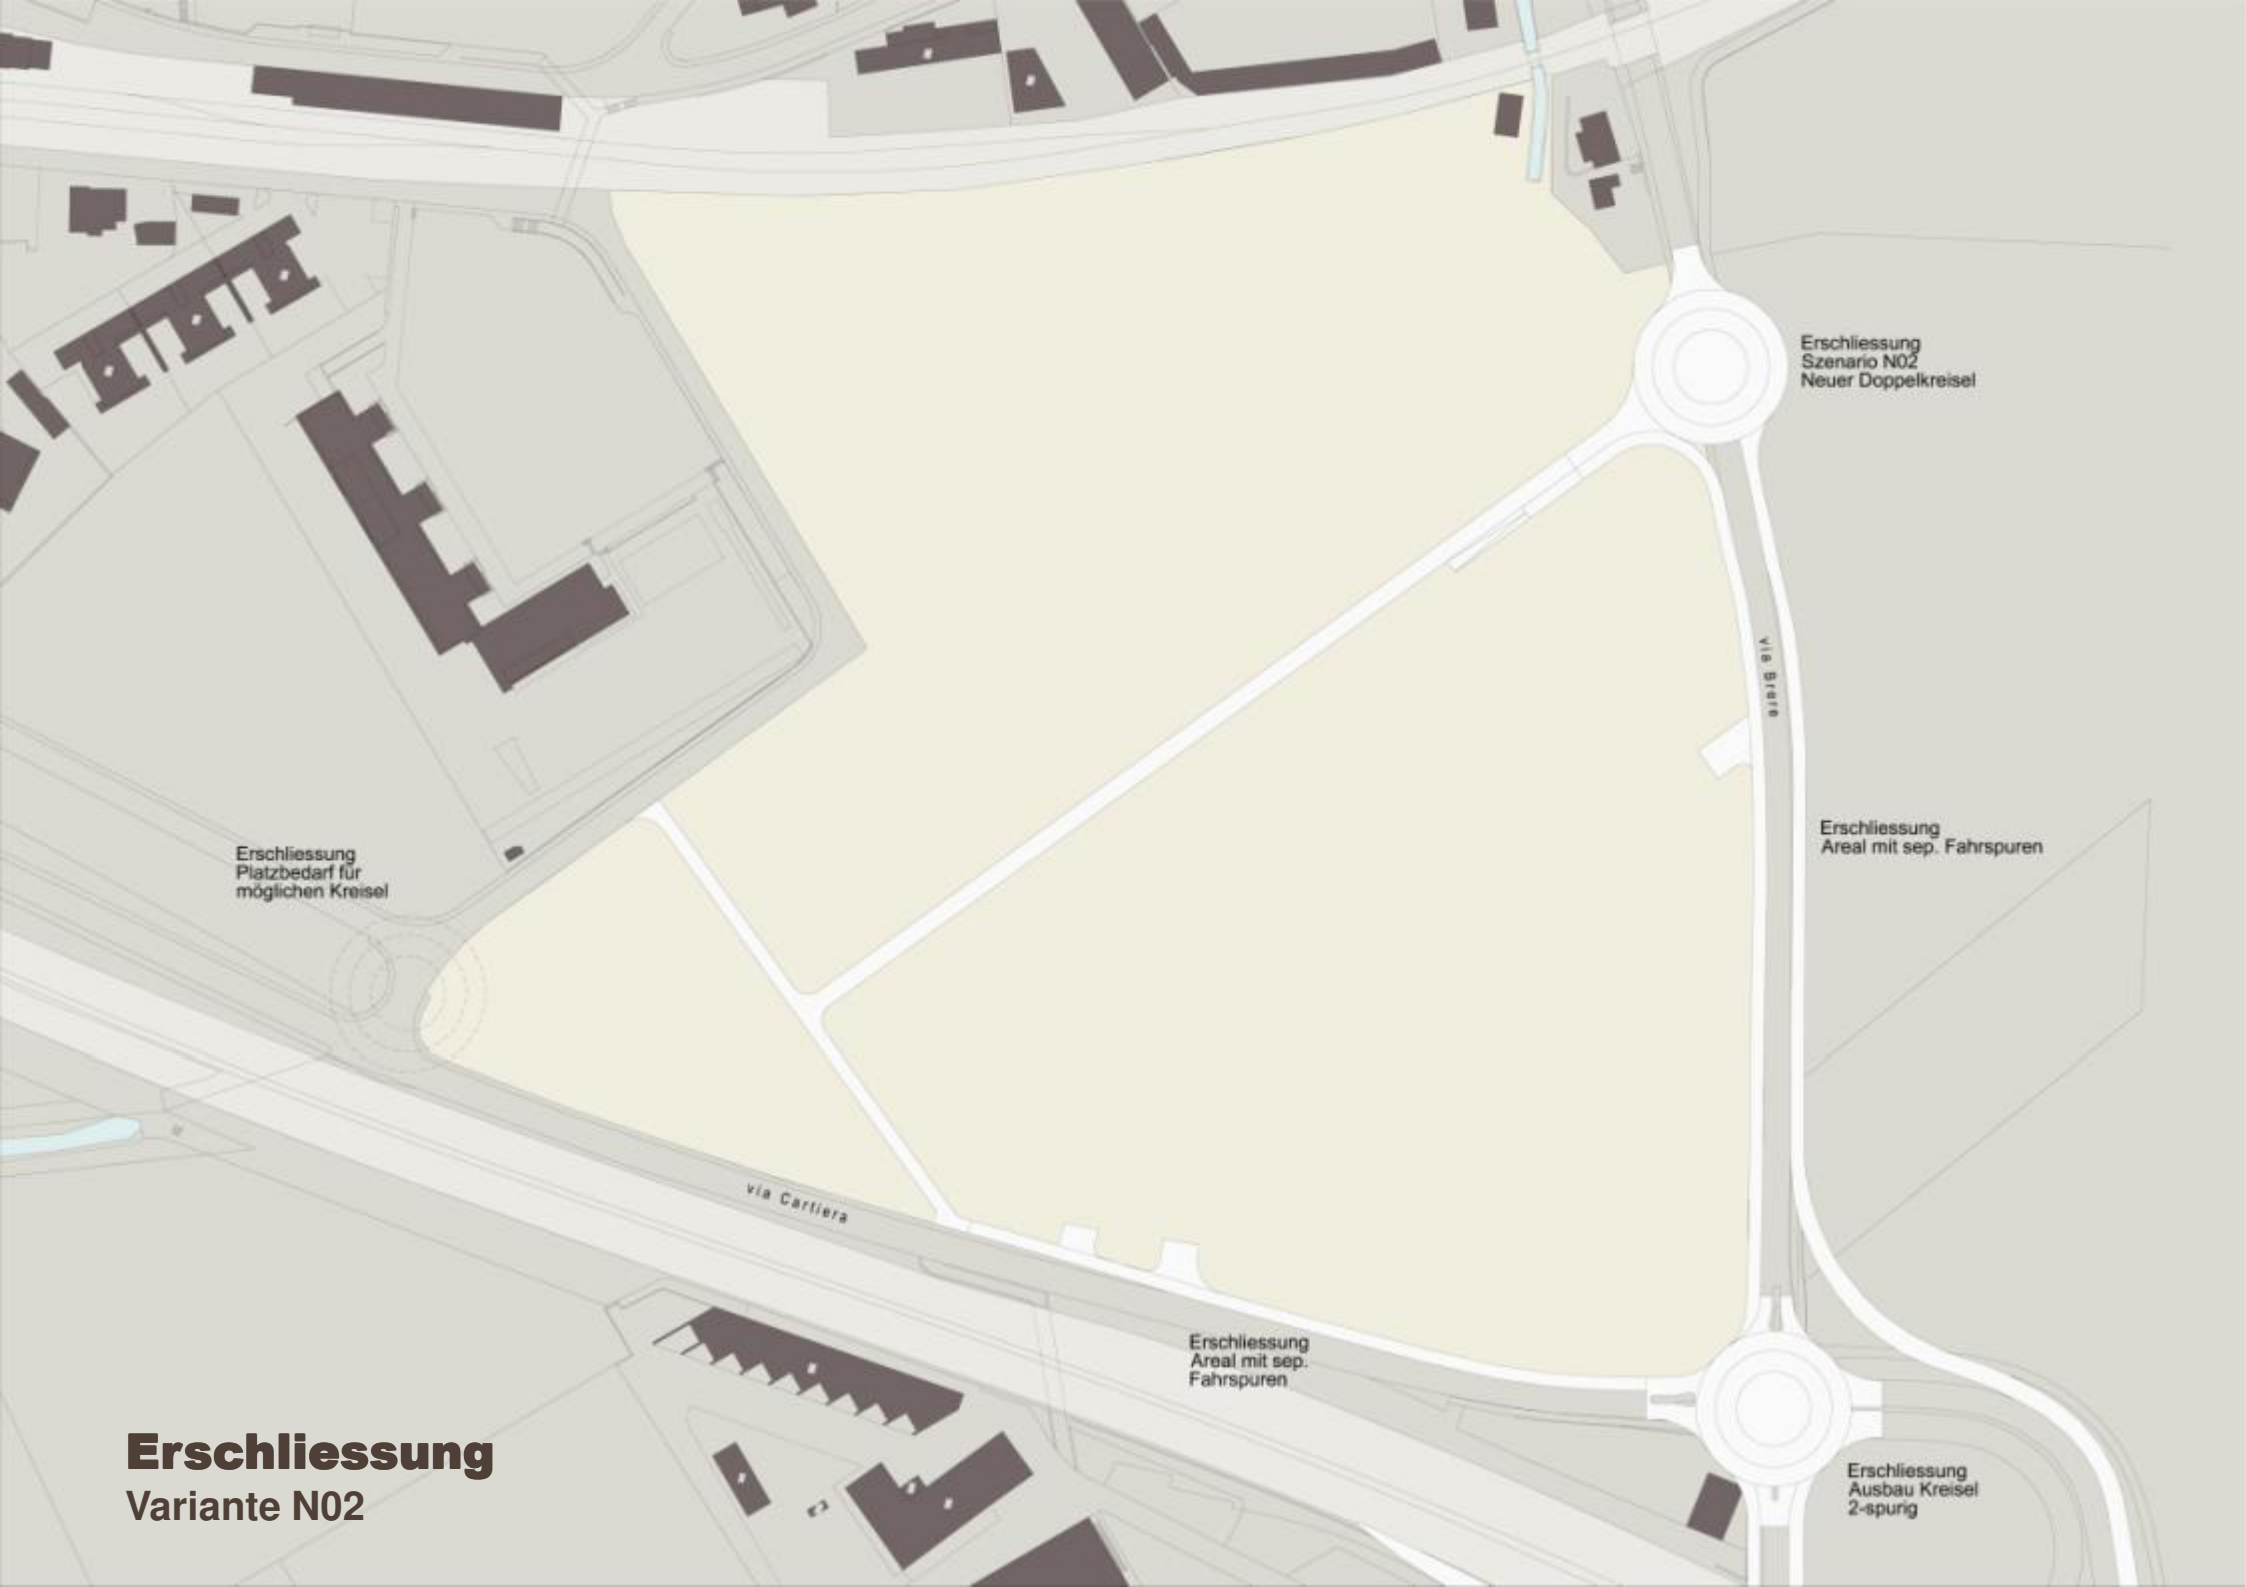 Erschliessung
Szenario N02
Neuer Doppelkreisel
via Brere
Erschliessung
Areal mit sep. Fahrspuren
Erschliessung
Platzbedarf für
möglichen Kreisel
via Cartiera
Erschliessung
Areal mit sep.
Fahrspuren
Erschliessung
Ausbau Kreisel
2-spurig
Erschliessung
Variante N02